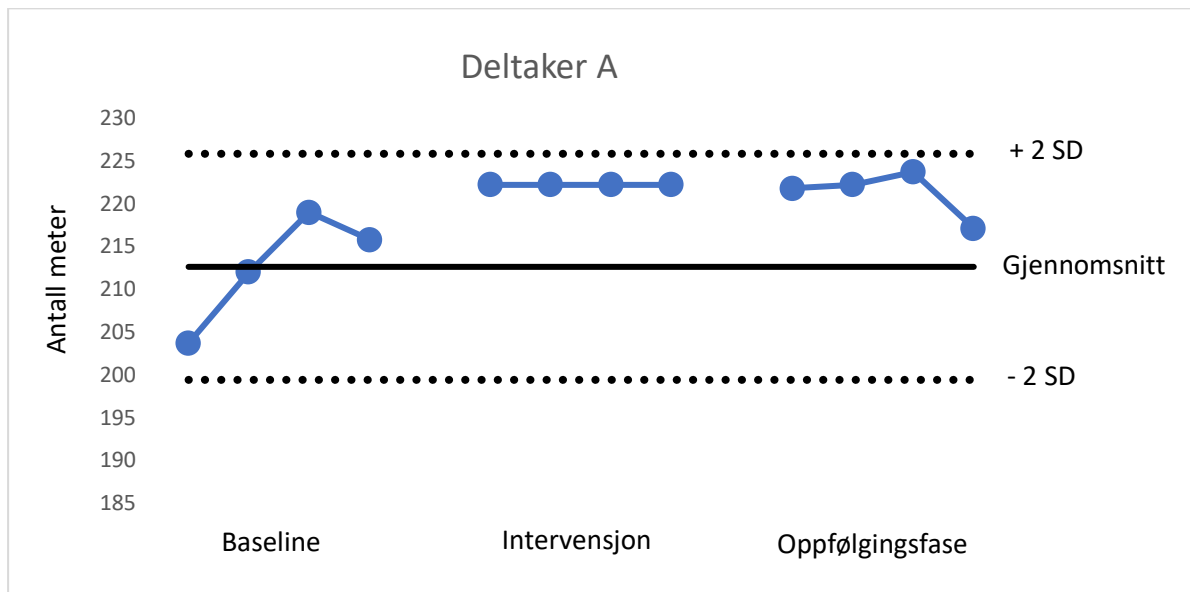 Deltaker A
Antall meter
230
225
220
215
210
205
200
195
190
185
+ 2 SD
Gjennomsnitt
- 2 SD
Baseline
Intervensjon
Oppfølgingsfase